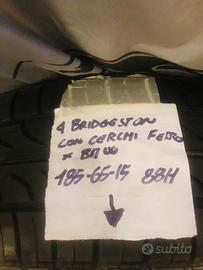 4 BRIDGESTON
CON CERCHI FERRO
X BMW
185-65-15 88H
subito